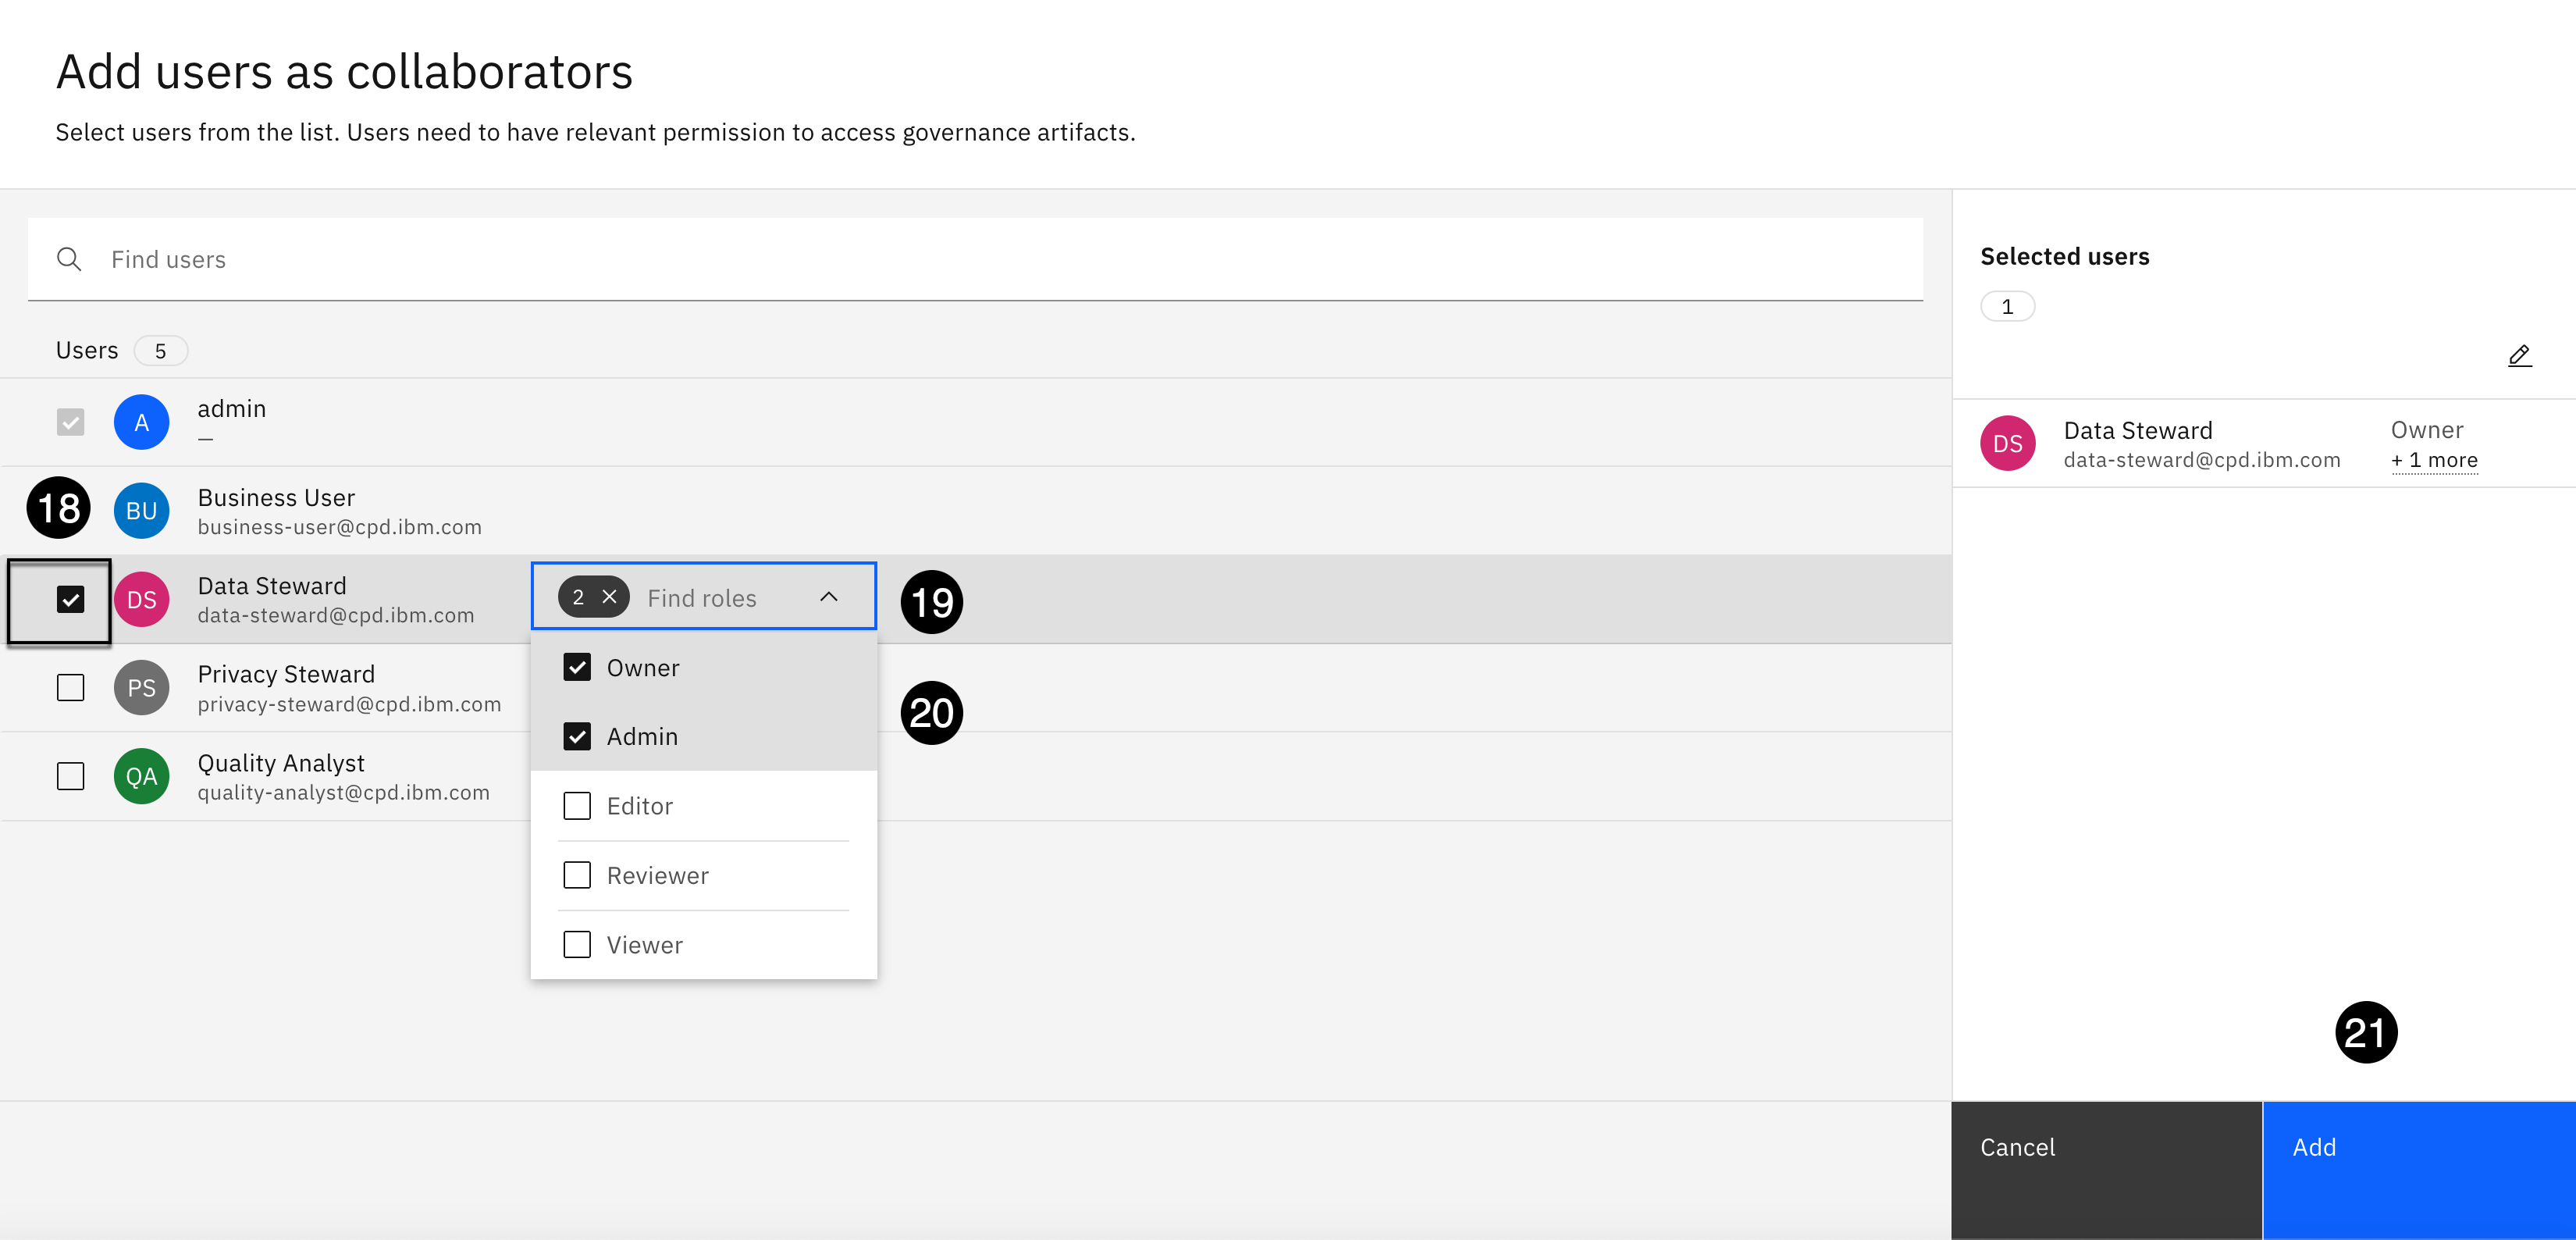 Add users as collaborators
Select users from the list. Users need to have relevant permission to access governance artifacts.
Find users
Users 5
A admin
—
18 BU Business User
business-user@cpd.ibm.com
DS Data Steward
data-steward@cpd.ibm.com
2 Find roles 19
Owner
Admin
Editor
Reviewer
Viewer
20
PS Privacy Steward
privacy-steward@cpd.ibm.com
QA Quality Analyst
quality-analyst@cpd.ibm.com
Selected users
1
DS Data Steward Owner
data-steward@cpd.ibm.com + 1 more
21
Cancel Add